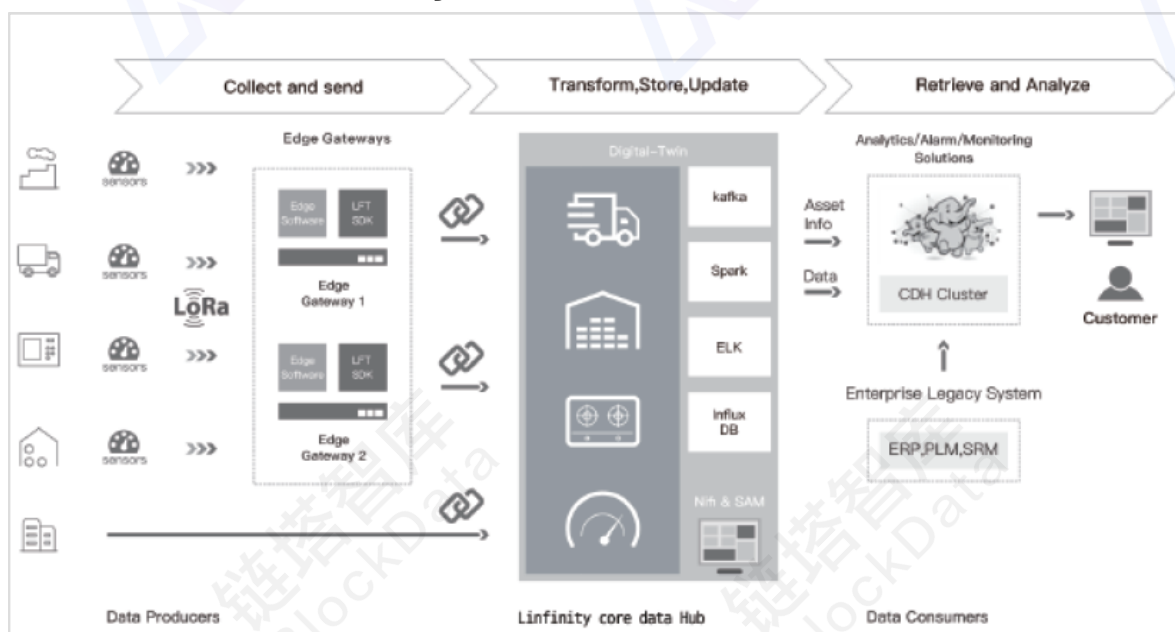 Collect and send
Transform,Store,Update
Retrieve and Analyze
Edge Gateways
Digital-Twin
Analytics/Alarm/Monitoring
Solutions
sensors
Edge
Software
LFT
SDK
kafka
Asset
Info
Edge
Gateway 1
sensors
LoRa
Spark
Data
CDH Cluster
Customer
sensors
Edge
Software
LFT
SDK
ELK
Enterprise Legacy System
Edge
Gateway 2
sensors
Influx
DB
ERP,PLM,SRM
Nifi & SAM
Data Producers
Linfinity core data Hub
Data Consumers
链塔智库
BlockData
链塔智库
BlockData